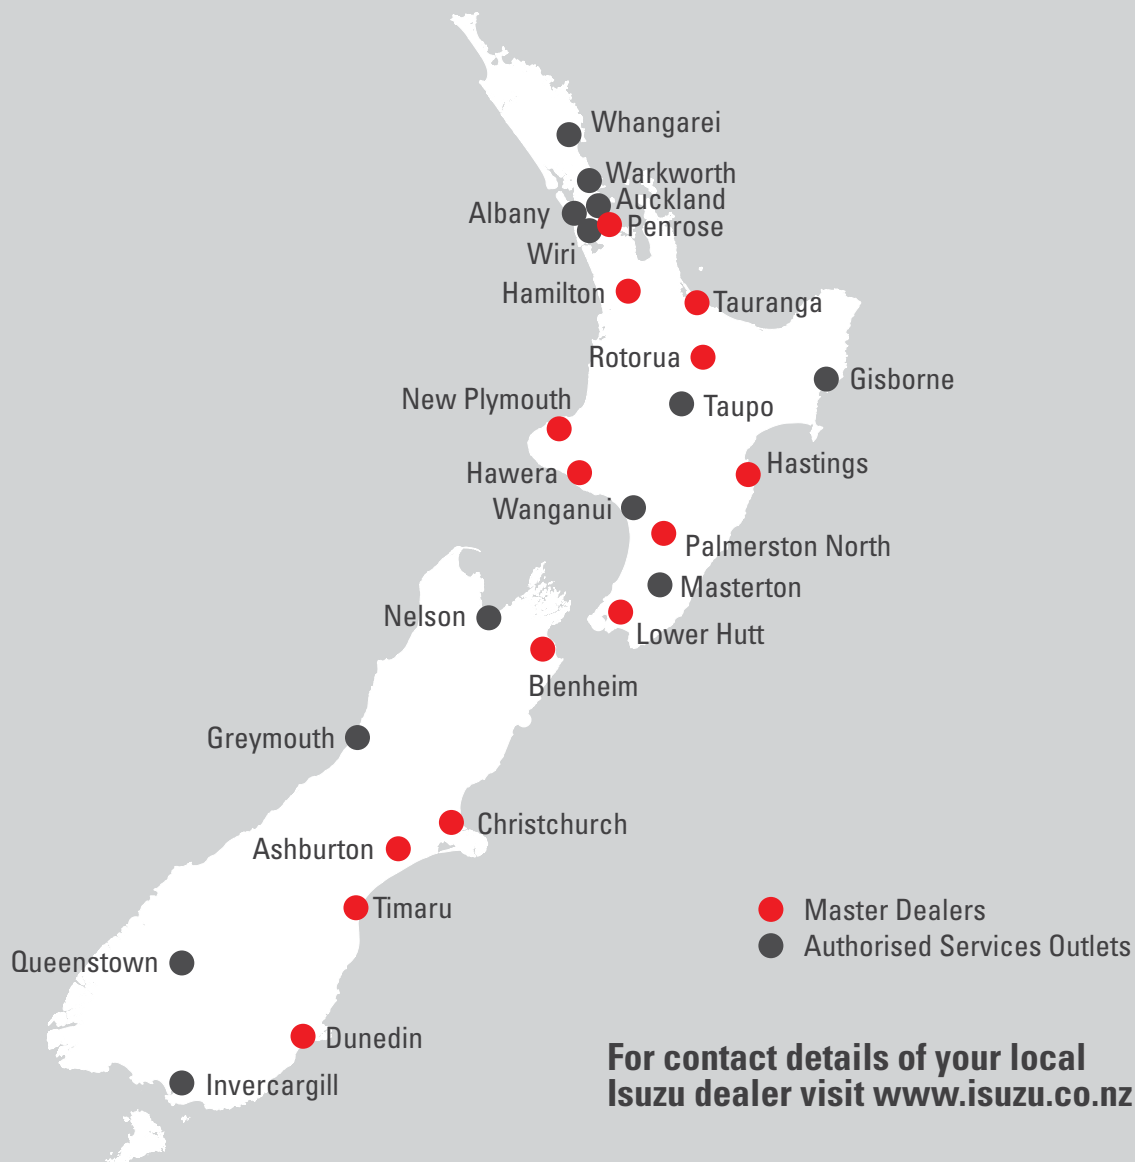 Whangarei
Warkworth
Auckland
Albany
Penrose
Wiri
Hamilton
Tauranga
Rotorua
Gisborne
New Plymouth
Taupo
Hastings
Hawera
Wanganui
Palmerston North
Masterton
Nelson
Lower Hutt
Blenheim
Greymouth
Christchurch
Ashburton
Timaru
Master Dealers
Authorised Services Outlets
Queenstown
Dunedin
Invercargill
For contact details of your local
Isuzu dealer visit www.isuzu.co.nz